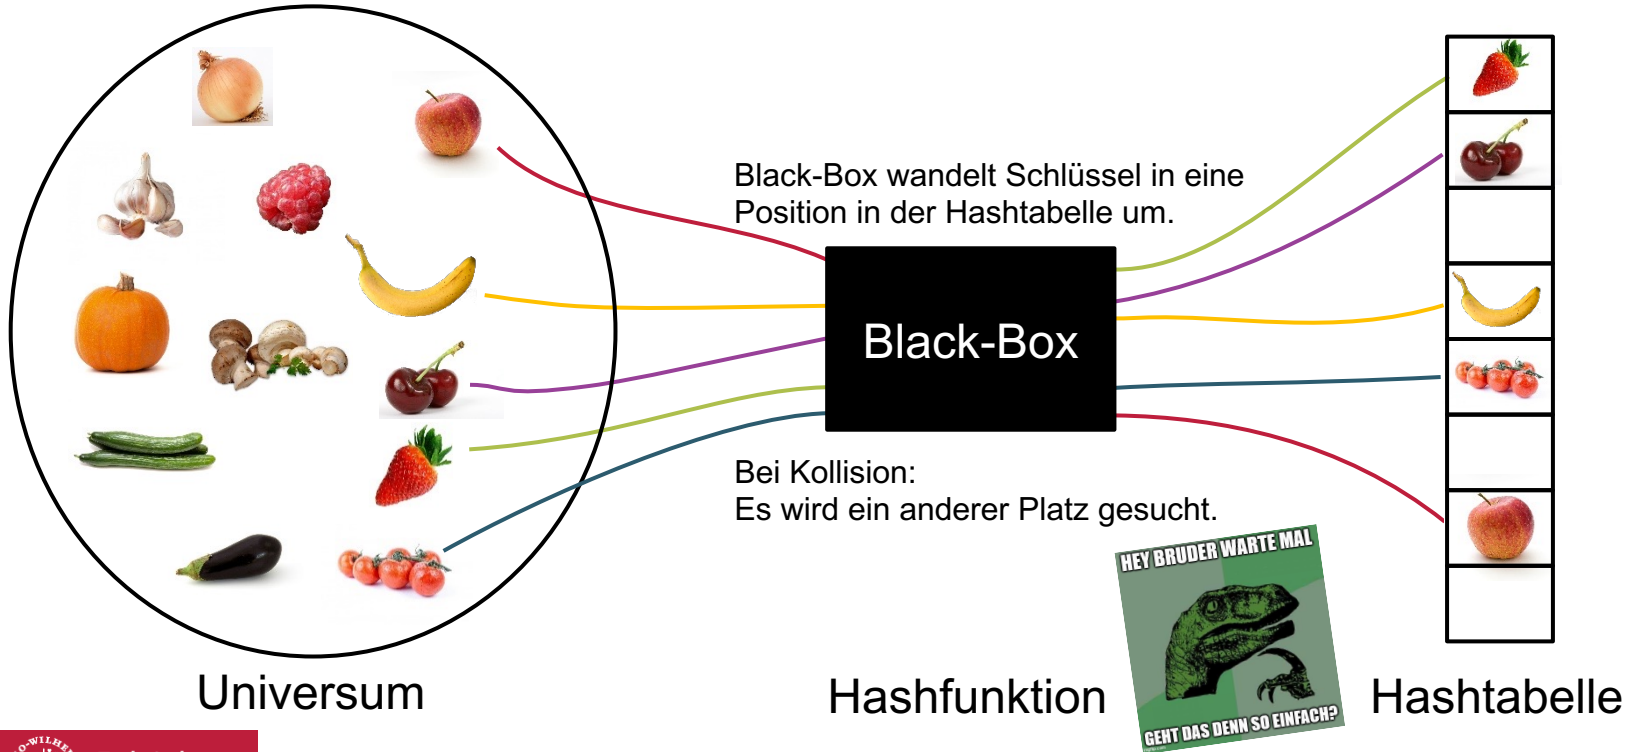 Black-Box wandelt Schlüssel in eine
Position in der Hashtabelle um.
Black-Box
Bei Kollision:
Es wird ein anderer Platz gesucht.
HEY BRUDER WARTE MAL
GEHT DAS DENN SO EINFACH?
Universum
Hashfunktion
Hashtabelle